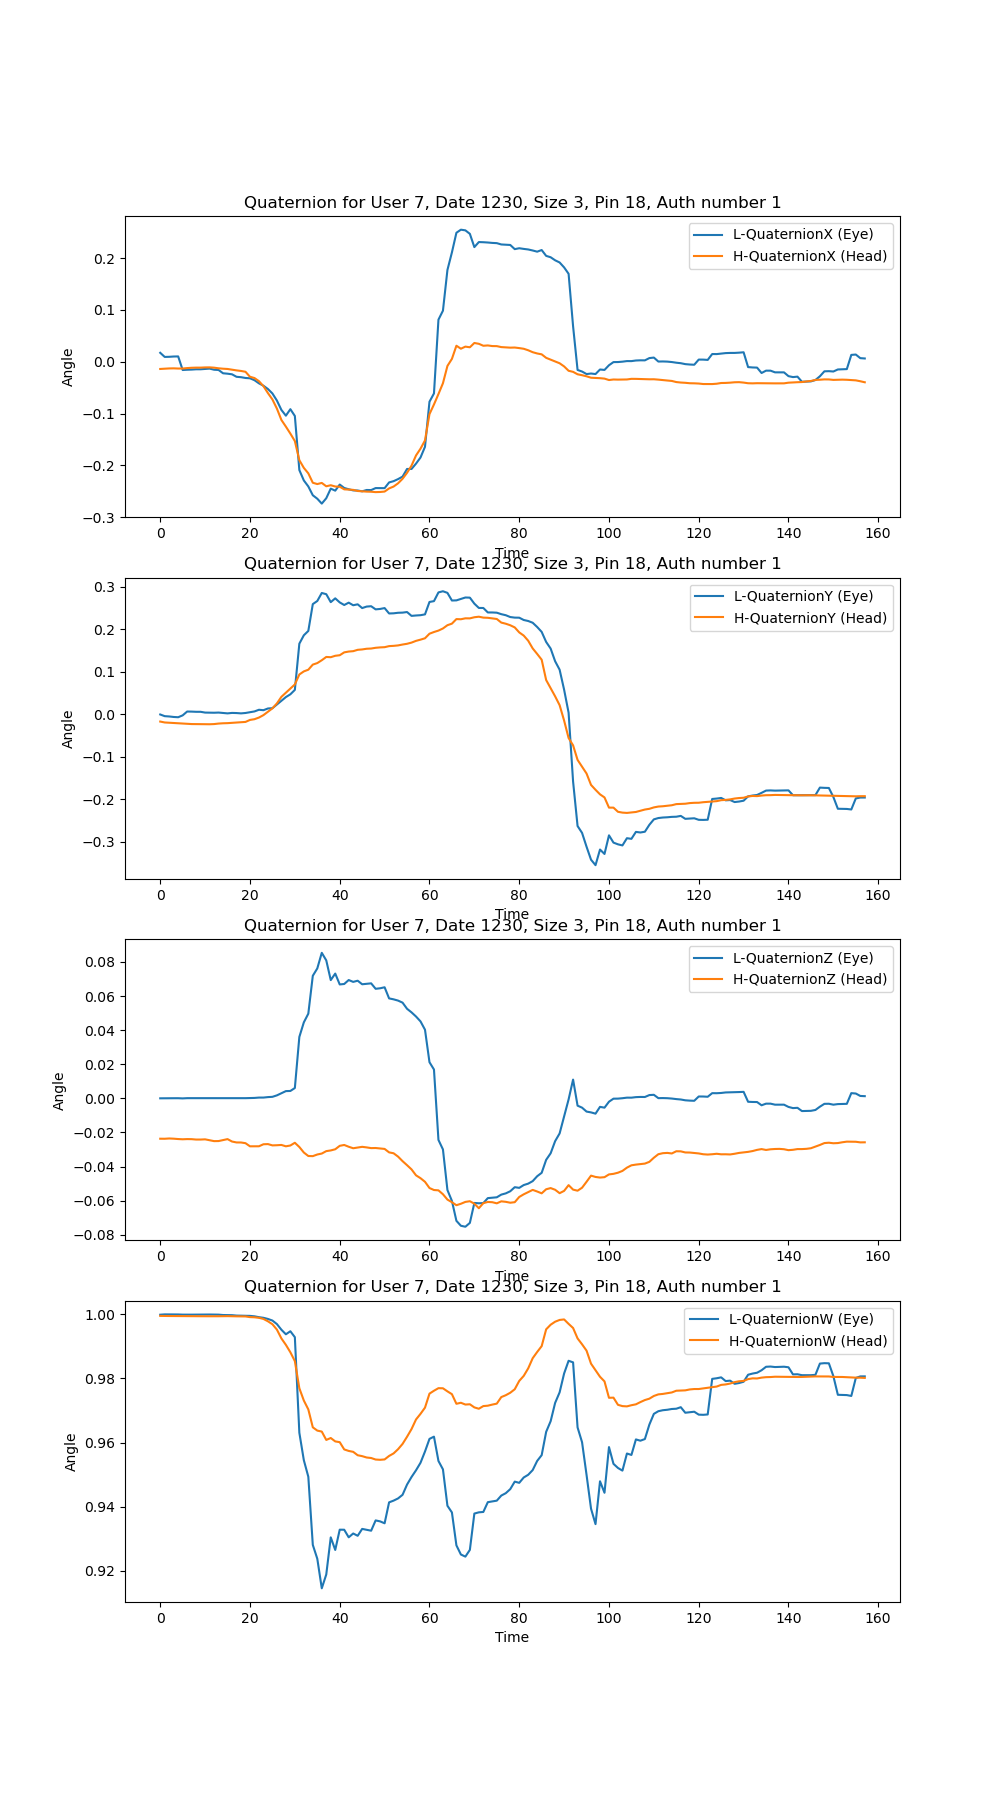 Quaternion for User 7, Date 1230, Size 3, Pin 18, Auth number 1
L-QuaternionX (Eye)
H-QuaternionX (Head)
Angle
0.2
0.1
0.0
−0.1
−0.2
−0.3
0 20 40 60 80 100 120 140 160
Time
Quaternion for User 7, Date 1230, Size 3, Pin 18, Auth number 1
L-QuaternionY (Eye)
H-QuaternionY (Head)
Angle
0.3
0.2
0.1
0.0
−0.1
−0.2
−0.3
0 20 40 60 80 100 120 140 160
Time
Quaternion for User 7, Date 1230, Size 3, Pin 18, Auth number 1
L-QuaternionZ (Eye)
H-QuaternionZ (Head)
Angle
0.08
0.06
0.04
0.02
0.00
−0.02
−0.04
−0.06
−0.08
0 20 40 60 80 100 120 140 160
Time
Quaternion for User 7, Date 1230, Size 3, Pin 18, Auth number 1
L-QuaternionW (Eye)
H-QuaternionW (Head)
Angle
1.00
0.98
0.96
0.94
0.92
0 20 40 60 80 100 120 140 160
Time